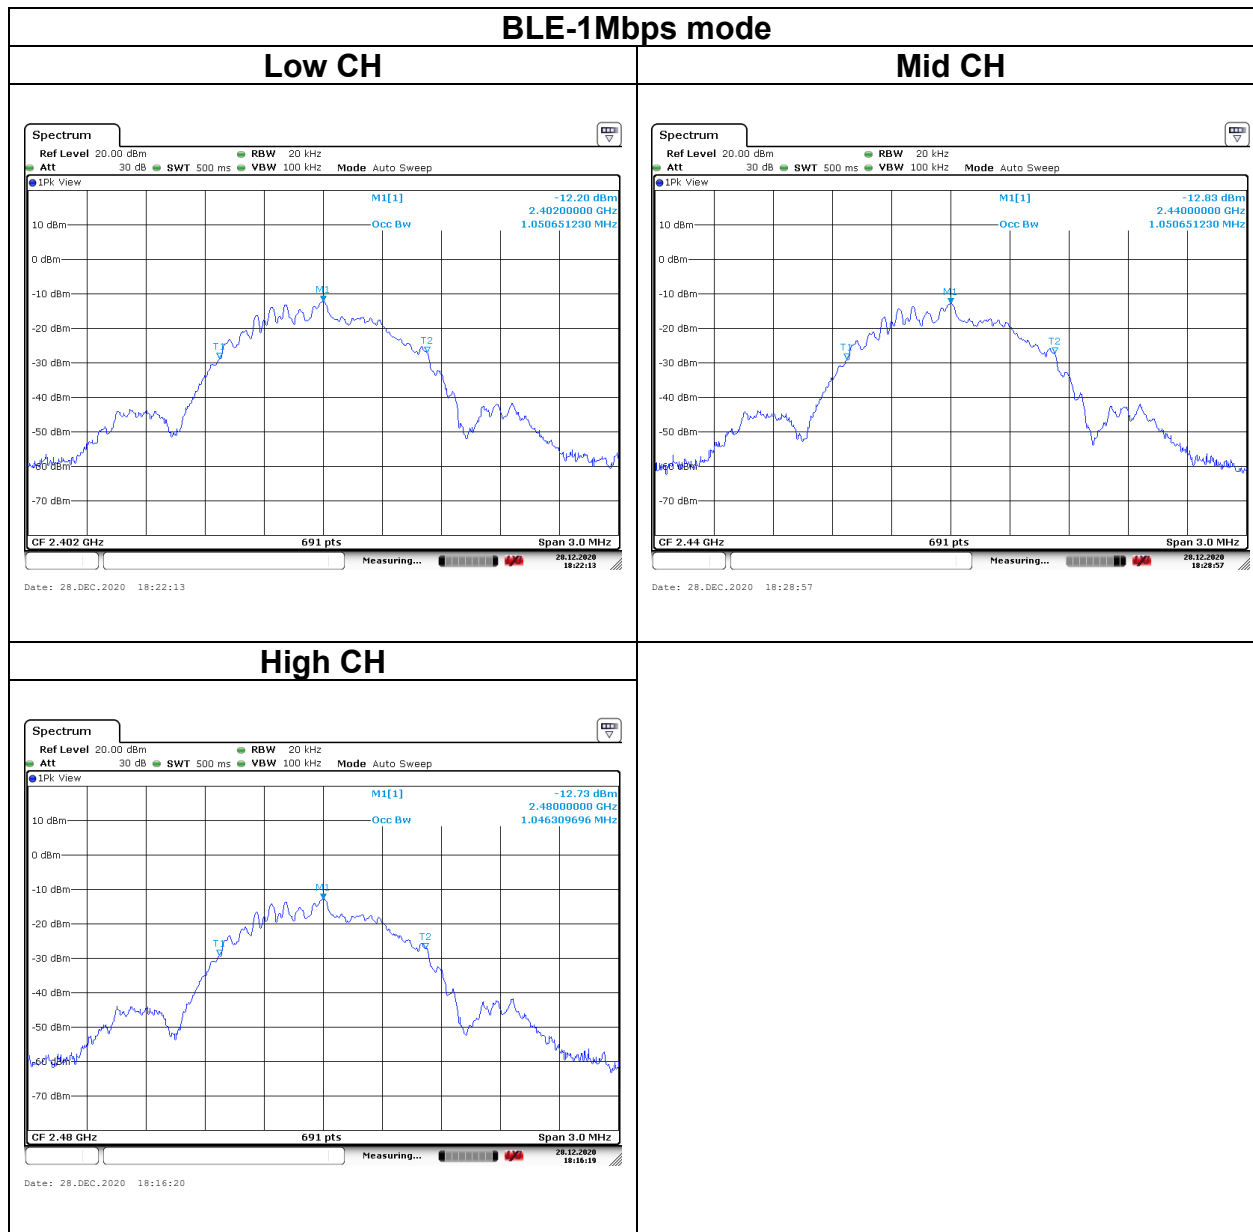 BLE-1Mbps mode
Low CH
Mid CH
Spectrum
Ref Level 20.00 dBm RBW 20 kHz
Att 30 dB SWT 500 ms VBW 100 kHz Mode Auto Sweep
1Pk View
M1[1] -12.20 dBm
2.40200000 GHz
Occ Bw 1.050651230 MHz
10 dBm
0 dBm
-10 dBm
M1
-20 dBm
T1
T2
-30 dBm
-40 dBm
-50 dBm
-60 dBm
-70 dBm
CF 2.402 GHz 691 pts Span 3.0 MHz
Measuring... 28.12.2020
18:22:13
Date: 28.DEC.2020 18:22:13
Spectrum
Ref Level 20.00 dBm RBW 20 kHz
Att 30 dB SWT 500 ms VBW 100 kHz Mode Auto Sweep
1Pk View
M1[1] -12.83 dBm
2.44000000 GHz
Occ Bw 1.050651230 MHz
10 dBm
0 dBm
-10 dBm
M1
-20 dBm
T1
T2
-30 dBm
-40 dBm
-50 dBm
-60 dBm
-70 dBm
CF 2.44 GHz 691 pts Span 3.0 MHz
Measuring... 28.12.2020
18:28:57
Date: 28.DEC.2020 18:28:57
High CH
Spectrum
Ref Level 20.00 dBm RBW 20 kHz
Att 30 dB SWT 500 ms VBW 100 kHz Mode Auto Sweep
1Pk View
M1[1] -12.73 dBm
2.48000000 GHz
Occ Bw 1.046309696 MHz
10 dBm
0 dBm
-10 dBm
M1
-20 dBm
T1
T2
-30 dBm
-40 dBm
-50 dBm
-60 dBm
-70 dBm
CF 2.48 GHz 691 pts Span 3.0 MHz
Measuring... 28.12.2020
18:16:19
Date: 28.DEC.2020 18:16:20